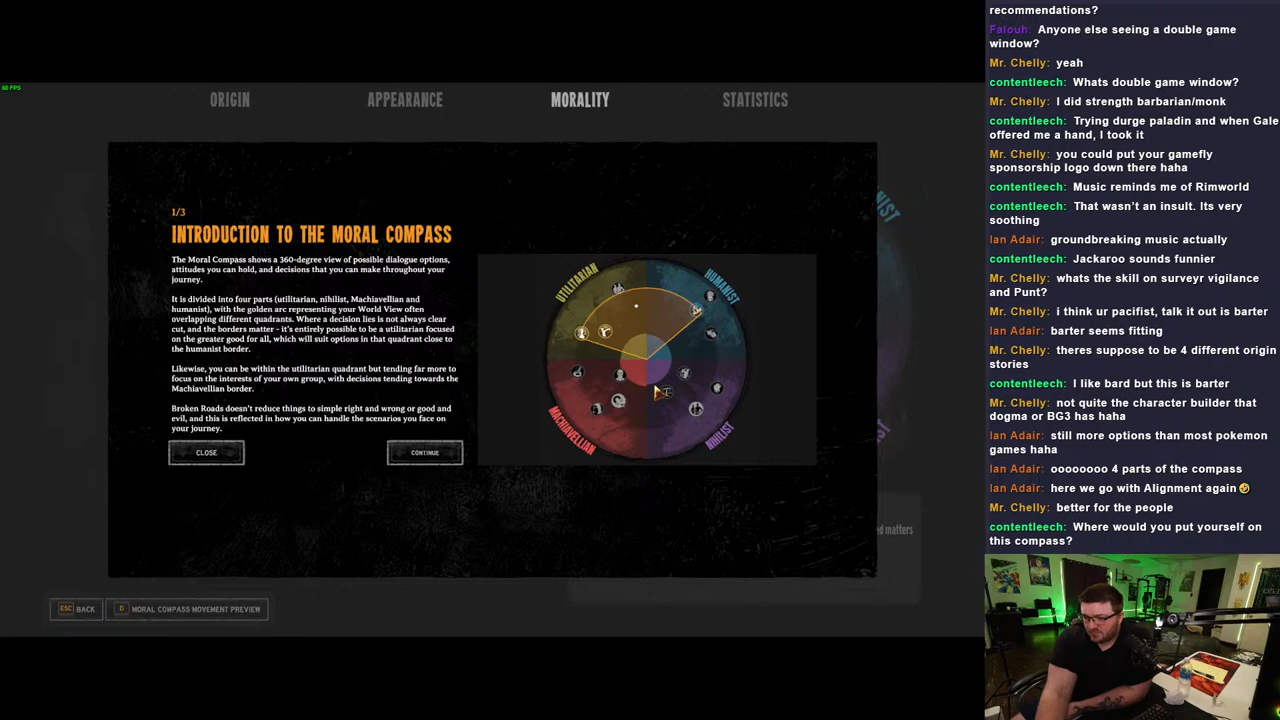 60 FPS
ORIGIN
APPEARANCE
MORALITY
STATISTICS
1/3
INTRODUCTION TO THE MORAL COMPASS
The Moral Compass shows a 360-degree view of possible dialogue options,
attitudes you can hold, and decisions that you can make throughout your
journey.
It is divided into four parts (utilitarian, nihilist, Machiavellian and
humanist), with the golden arc representing your World View often
overlapping different quadrants. Where a decision lies is not always clear
cut, and the borders matter - it's entirely possible to be a utilitarian focused
on the greater good for all, which will suit options in that quadrant close to
the humanist border.
Likewise, you can be within the utilitarian quadrant but tending far more to
focus on the interests of your own group, with decisions tending towards the
Machiavellian border.
Broken Roads doesn't reduce things to simple right and wrong or good and
evil, and this is reflected in how you can handle the scenarios you face on
your journey.
CLOSE
CONTINUE
UTILITARIAN
HUMANIST
MACHIAVELLIAN
NIHILIST
ed matters
ESC BACK
D MORAL COMPASS MOVEMENT PREVIEW
recommendations?
Falouh: Anyone else seeing a double game
window?
Mr. Chelly: yeah
contentleech: Whats double game window?
Mr. Chelly: I did strength barbarian/monk
contentleech: Trying durge paladin and when Gale
offered me a hand, I took it
Mr. Chelly: you could put your gamefly
sponsorship logo down there haha
contentleech: Music reminds me of Rimworld
contentleech: That wasn't an insult. Its very
soothing
Ian Adair: groundbreaking music actually
contentleech: Jackaroo sounds funnier
Mr. Chelly: whats the skill on surveyr vigilance
and Punt?
Mr. Chelly: i think ur pacifist, talk it out is barter
Ian Adair: barter seems fitting
Mr. Chelly: theres suppose to be 4 different origin
stories
contentleech: I like bard but this is barter
Mr. Chelly: not quite the character builder that
dogma or BG3 has haha
Ian Adair: still more options than most pokemon
games haha
Ian Adair: oooooooo 4 parts of the compass
Ian Adair: here we go with Alignment again🤣
Mr. Chelly: better for the people
contentleech: Where would you put yourself on
this compass?